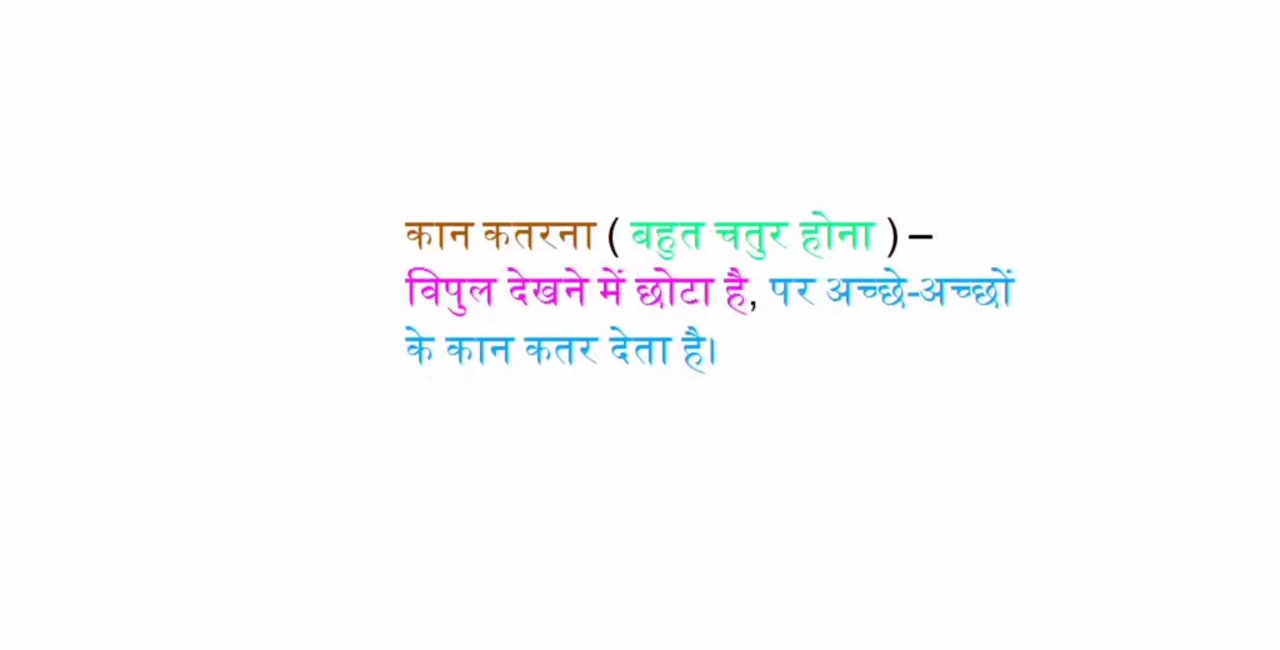 कान कतरना ( बहुत चतुर होना ) –
विपुल देखने में छोटा है, पर अच्छे-अच्छों
के कान कतर देता है।